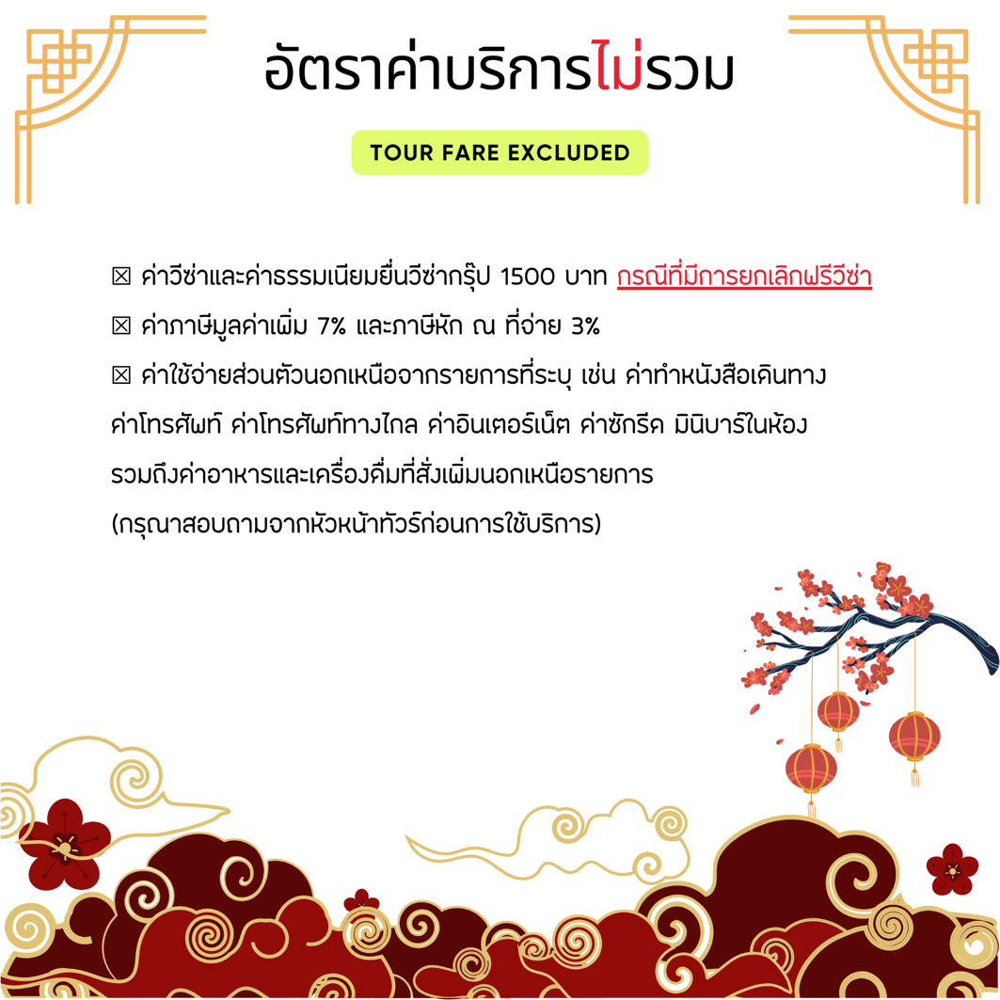 อัตราค่าบริการไม่รวม
TOUR FARE EXCLUDED
☒ ค่าวีซ่าและค่าธรรมเนียมยื่นวีซ่ากรุ๊ป 1500 บาท กรณีที่มีการยกเลิกฟรีวีซ่า
☒ ค่าภาษีมูลค่าเพิ่ม 7% และภาษีหัก ณ ที่จ่าย 3%
☒ ค่าใช้จ่ายส่วนตัวนอกเหนือจากรายการที่ระบุ เช่น ค่าทำหนังสือเดินทาง
ค่าโทรศัพท์ ค่าโทรศัพท์ทางไกล ค่าอินเตอร์เน็ต ค่าซักรีด มินิบาร์ในห้อง
รวมถึงค่าอาหารและเครื่องดื่มที่สั่งเพิ่มนอกเหนือรายการ
(กรุณาสอบถามจากหัวหน้าทัวร์ก่อนการใช้บริการ)